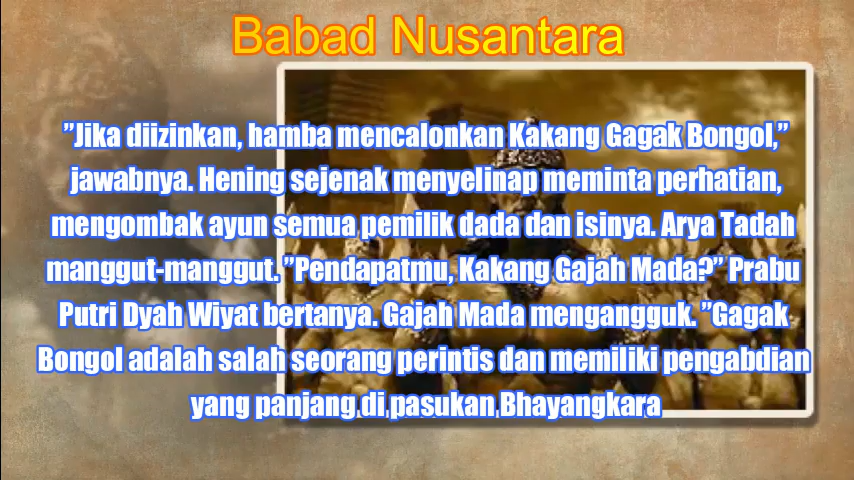 Babad Nusantara
”Jika diizinkan, hamba mencalonkan Kakang Gagak Bongol,”
jawabnya. Hening sejenak menyelinap meminta perhatian,
mengombak ayun semua pemilik dada dan isinya. Arya Tadah
manggut-manggut.”Pendapatmu, Kakang Gajah Mada?” Prabu
Putri Dyah Wiyat bertanya. Gajah Mada mengangguk. ”Gagak
Bongol adalah salah seorang perintis dan memiliki pengabdian
yang panjang di pasukan Bhayangkara